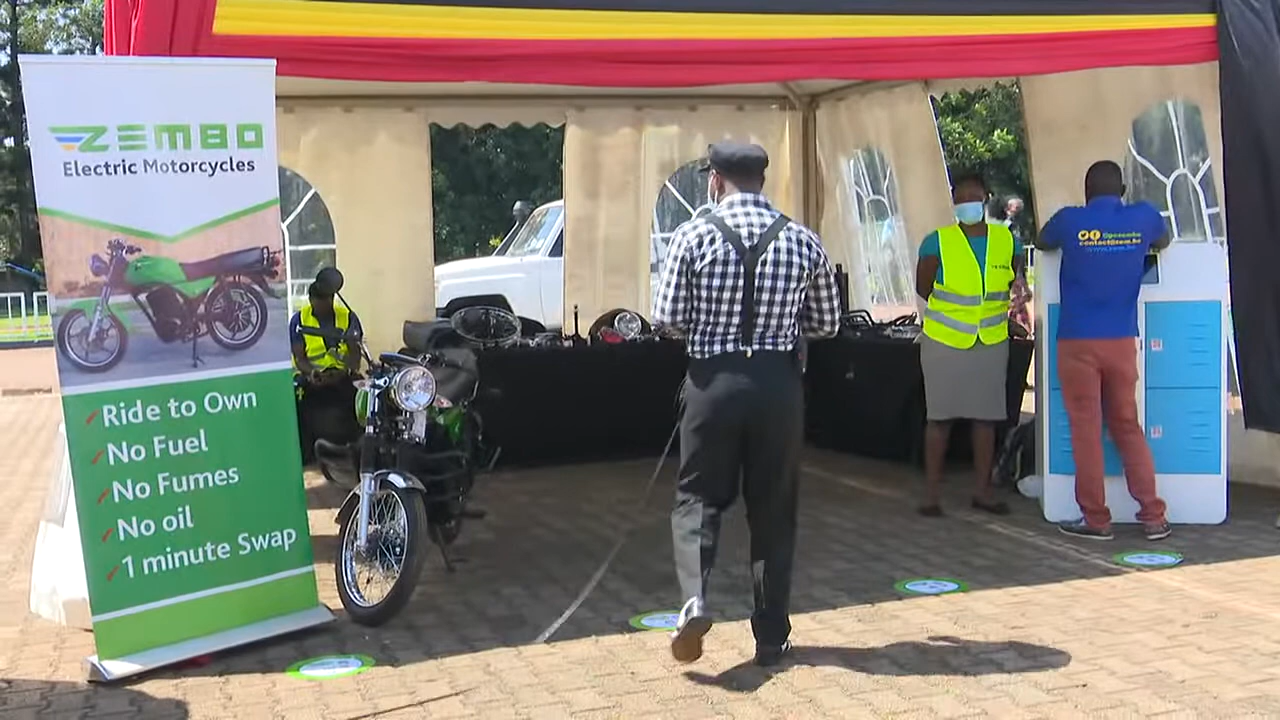 ZEMBO
Electric Motorcycles
Ride to Own
No Fuel
No Fumes
No oil
1 minute Swap